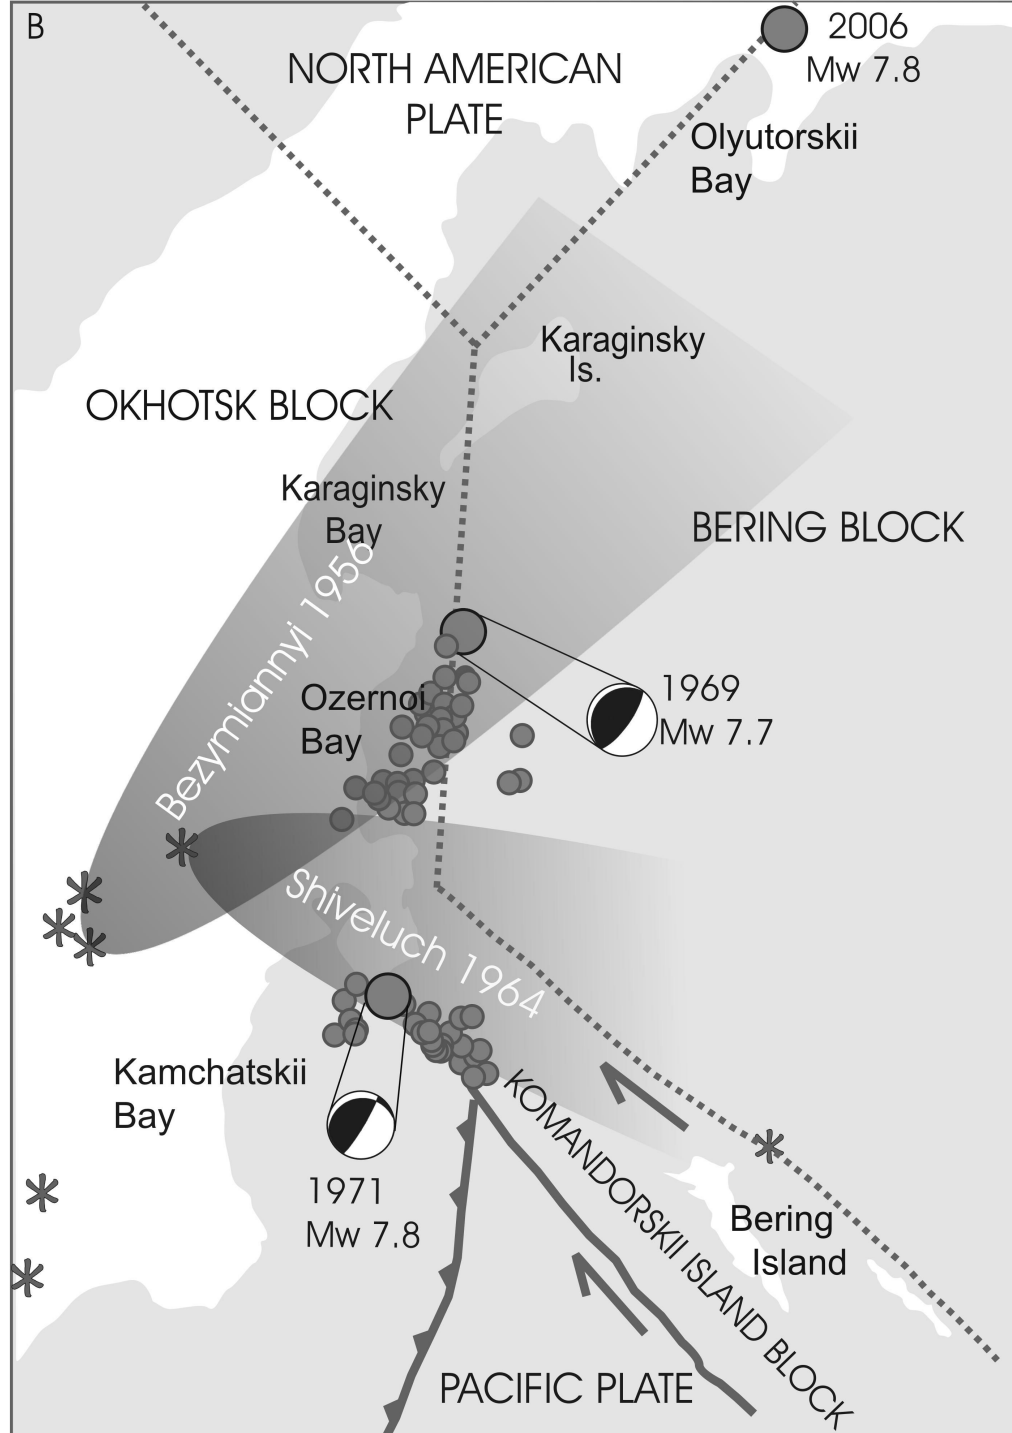 B
2006
Mw 7.8
NORTH AMERICAN
PLATE
Olyutorskii
Bay
Karaginsky
Is.
OKHOTSK BLOCK
Karaginsky
Bay
BERING BLOCK
Bezymiannyi 1956
1969
Mw 7.7
Ozernoi
Bay
Shiveluch 1964
Kamchatskii
Bay
KOMANDORSKII ISLAND BLOCK
1971
Mw 7.8
Bering
Island
PACIFIC PLATE